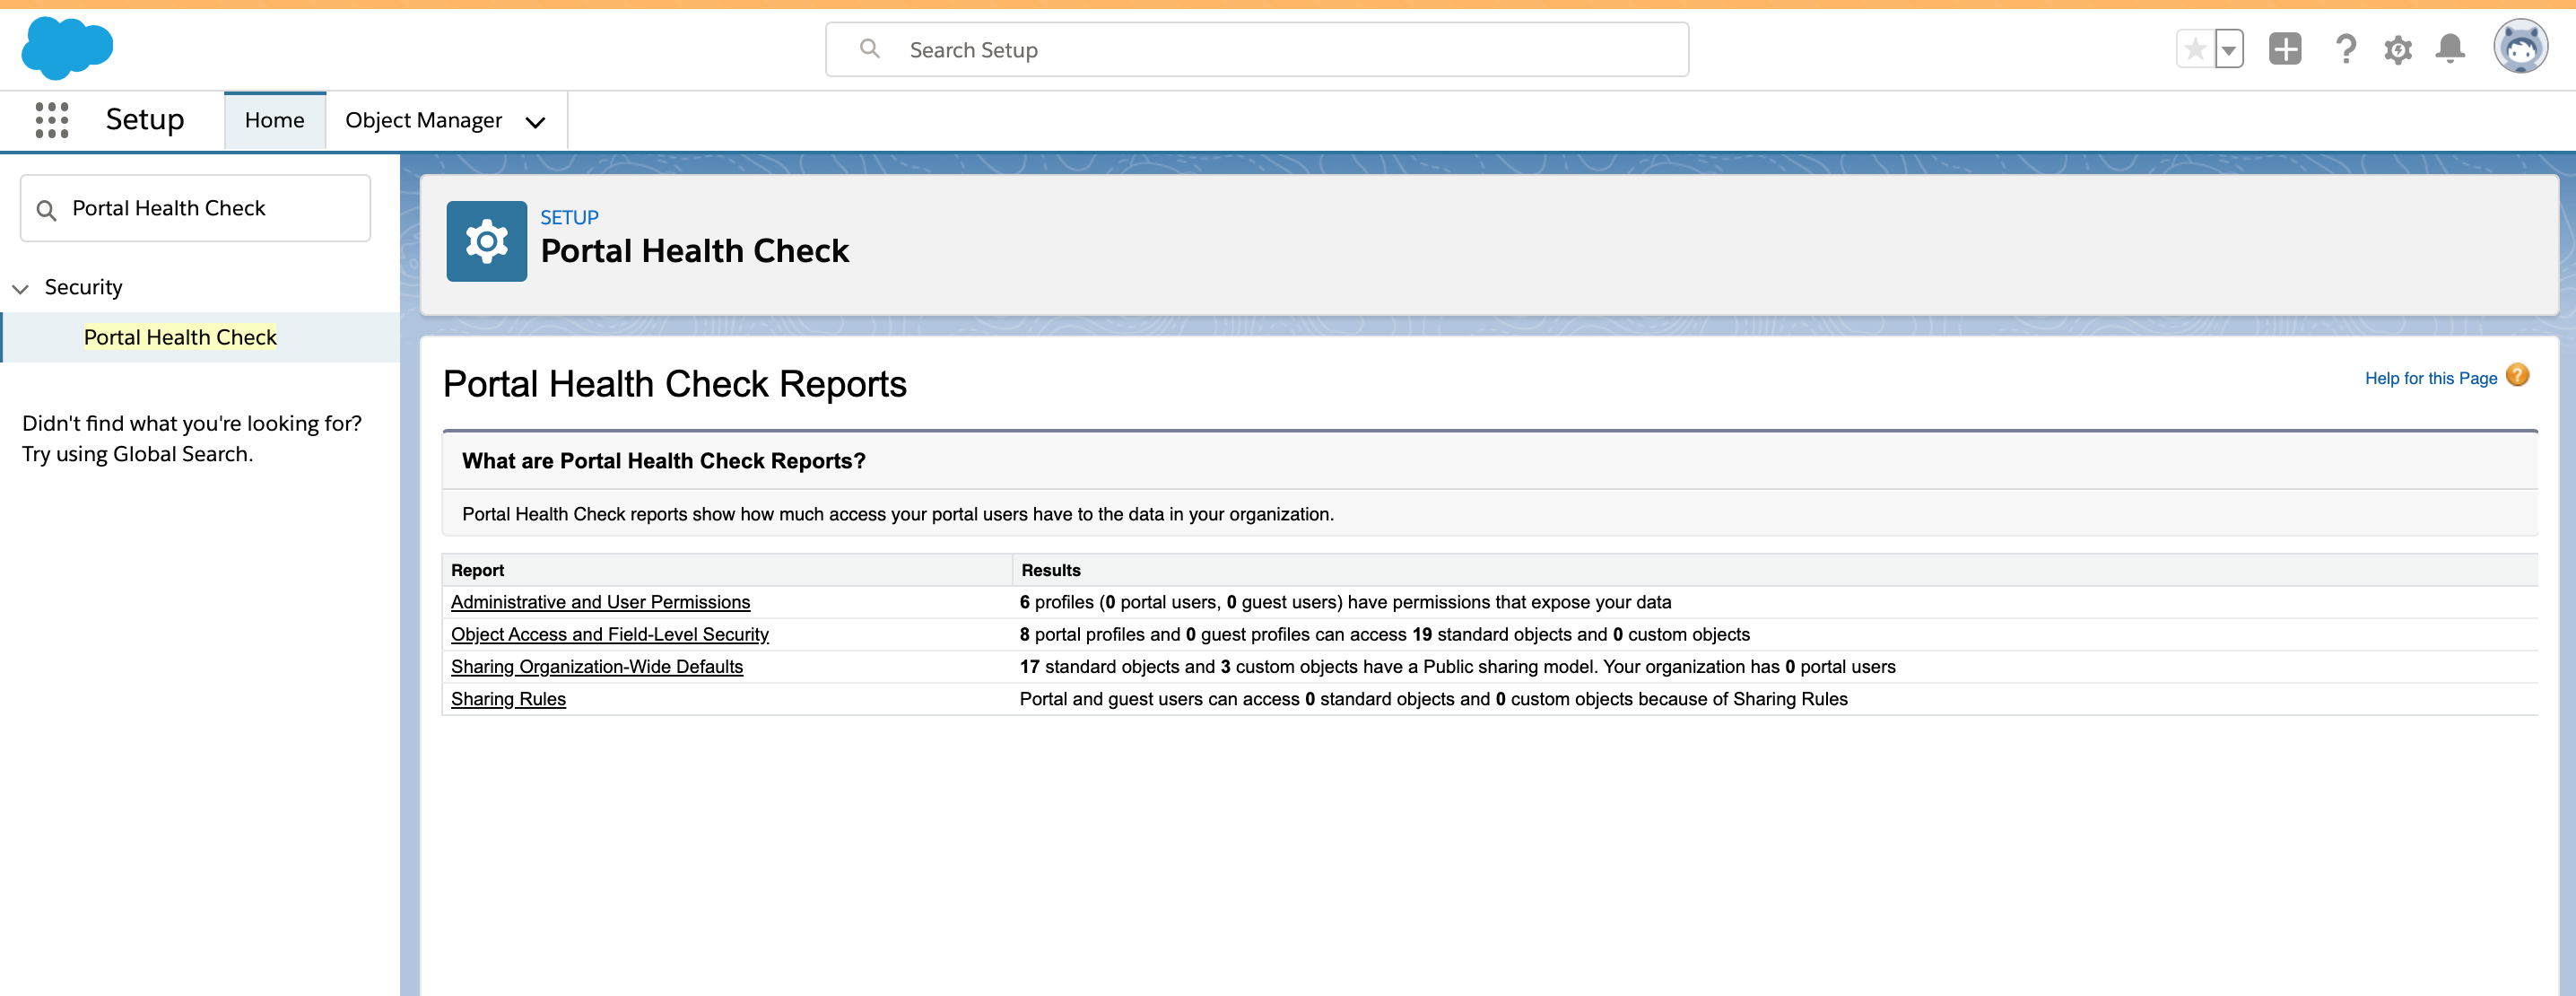 Search Setup
Setup
Home
Object Manager
Portal Health Check
Security
Portal Health Check
Didn't find what you're looking for?
Try using Global Search.
SETUP
Portal Health Check
Portal Health Check Reports
Help for this Page ?
What are Portal Health Check Reports?
Portal Health Check reports show how much access your portal users have to the data in your organization.
Report Results
Administrative and User Permissions 6 profiles (0 portal users, 0 guest users) have permissions that expose your data
Object Access and Field-Level Security 8 portal profiles and 0 guest profiles can access 19 standard objects and 0 custom objects
Sharing Organization-Wide Defaults 17 standard objects and 3 custom objects have a Public sharing model. Your organization has 0 portal users
Sharing Rules Portal and guest users can access 0 standard objects and 0 custom objects because of Sharing Rules